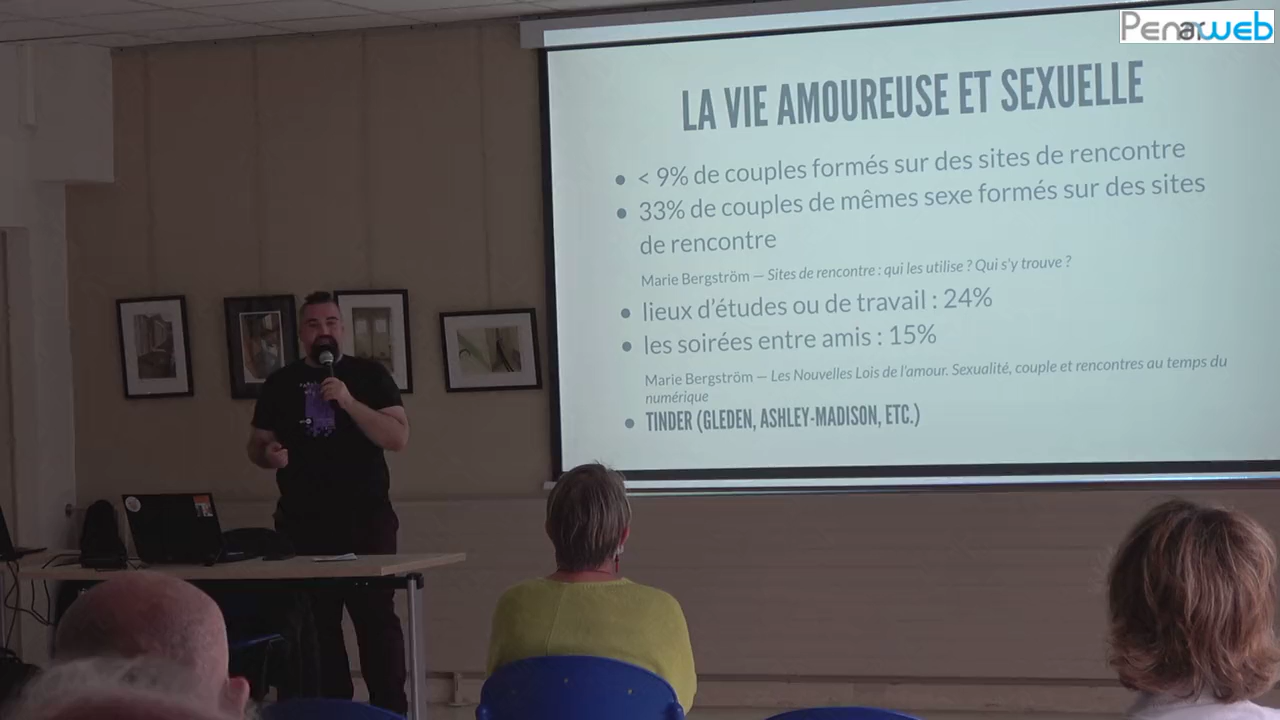 Penarweb
LA VIE AMOUREUSE ET SEXUELLE
• < 9% de couples formés sur des sites de rencontre
• 33% de couples de mêmes sexe formés sur des sites
de rencontre
Marie Bergström — Sites de rencontre : qui les utilise ? Qui s'y trouve ?
• lieux d'études ou de travail : 24%
• les soirées entre amis : 15%
Marie Bergström — Les Nouvelles Lois de l'amour. Sexualité, couple et rencontres au temps du
numérique
• TINDER (GLEDEN, ASHLEY-MADISON, ETC.)